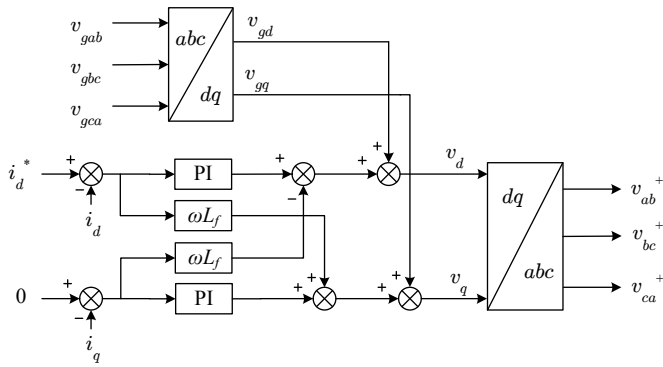 v_gab
v_gbc
v_gca
abc
dq
v_gd
v_gq
i_d^*
+
−
i_d
PI
ωL_f
+
−
+
+
v_d
0
+
−
i_q
ωL_f
PI
+
+
+
+
v_q
dq
abc
v_ab^+
v_bc^+
v_ca^+